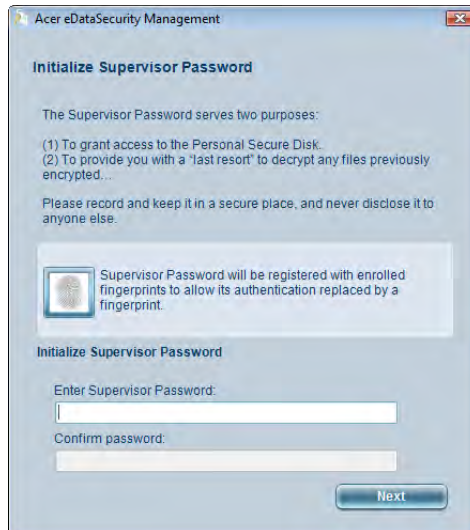 Acer eDataSecurity Management
Initialize Supervisor Password
The Supervisor Password serves two purposes:
(1) To grant access to the Personal Secure Disk.
(2) To provide you with a "last resort" to decrypt any files previously
encrypted...
Please record and keep it in a secure place, and never disclose it to
anyone else.
Supervisor Password will be registered with enrolled
fingerprints to allow its authentication replaced by a
fingerprint.
Initialize Supervisor Password
Enter Supervisor Password:
Confirm password:
Next